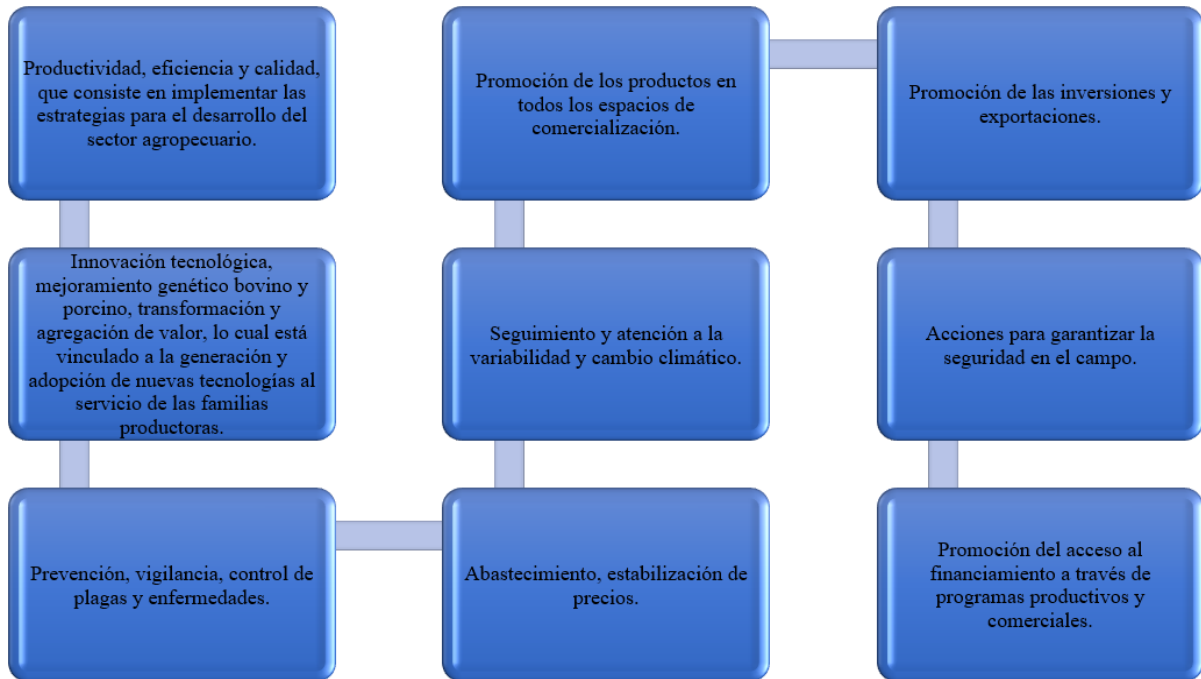 Productividad, eficiencia y calidad,
que consiste en implementar las
estrategias para el desarrollo del
sector agropecuario.
Innovación tecnológica,
mejoramiento genético bovino y
porcino, transformación y
agregación de valor, lo cual está
vinculado a la generación y
adopción de nuevas tecnologías al
servicio de las familias
productoras.
Prevención, vigilancia, control de
plagas y enfermedades.
Abastecimiento, estabilización de
precios.
Seguimiento y atención a la
variabilidad y cambio climático.
Promoción de los productos en
todos los espacios de
comercialización.
Promoción de las inversiones y
exportaciones.
Acciones para garantizar la
seguridad en el campo.
Promoción del acceso al
financiamiento a través de
programas productivos y
comerciales.